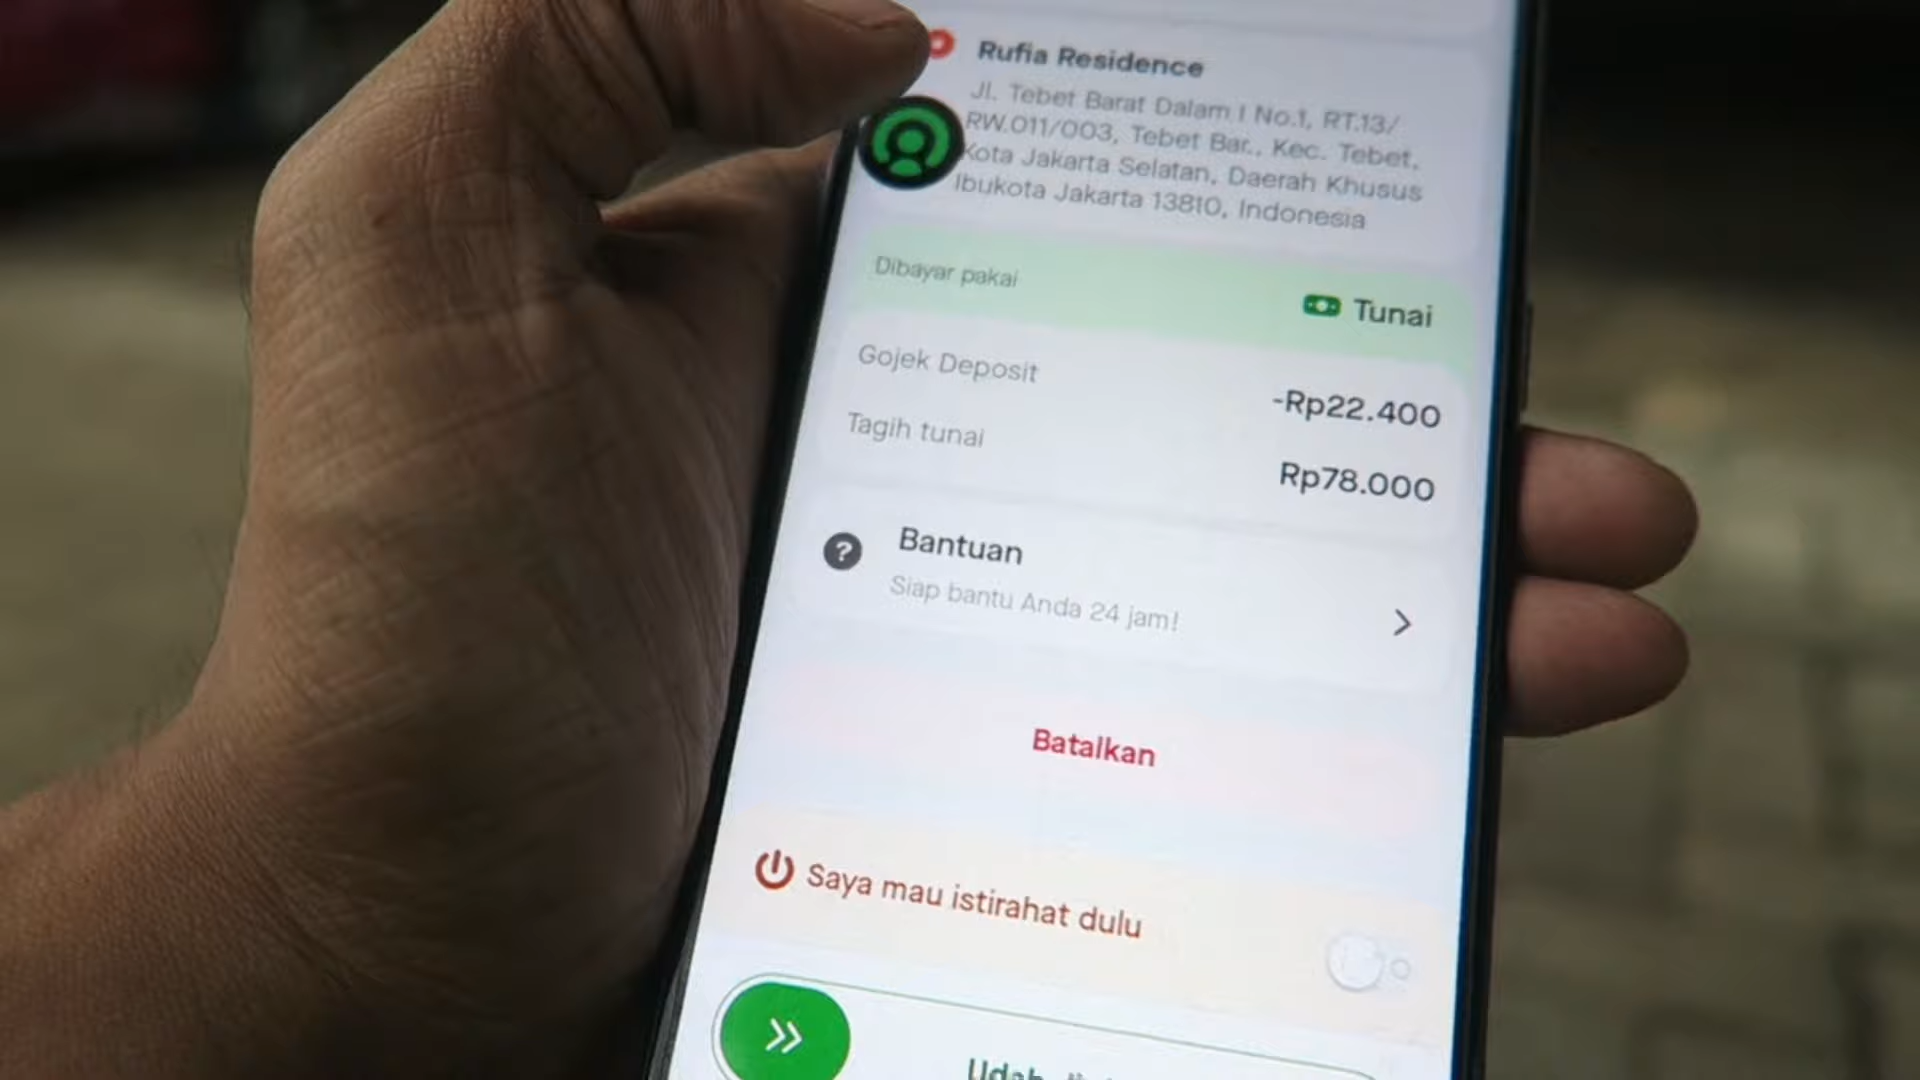 Rufia Residence
Jl. Tebet Barat Dalam I No.1, RT.13/
RW.011/003, Tebet Bar., Kec. Tebet,
Kota Jakarta Selatan, Daerah Khusus
Ibukota Jakarta 13810, Indonesia
Dibayar pakai
Tunai
Gojek Deposit
-Rp22.400
Tagih tunai
Rp78.000
?
Bantuan
Siap bantu Anda 24 jam!
Batalkan
Saya mau istirahat dulu